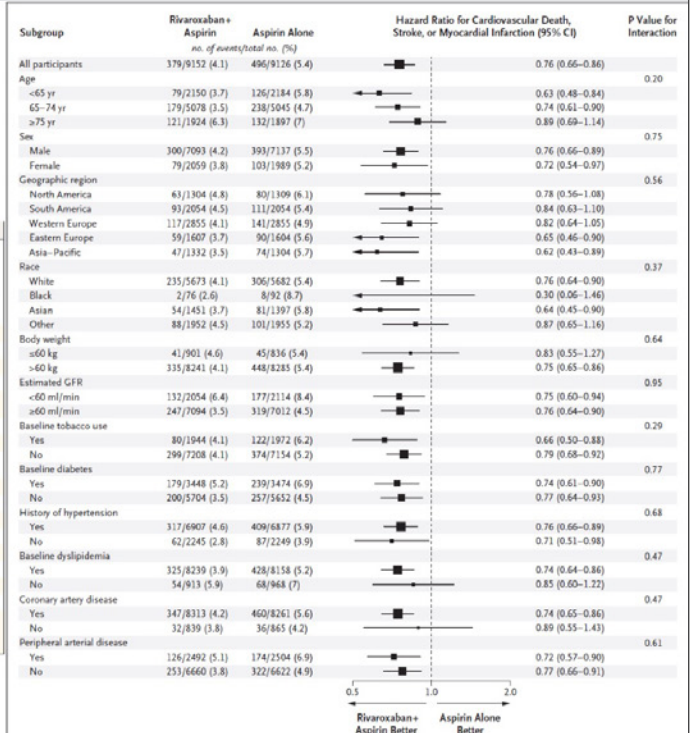 Subgroup Rivaroxaban+ Aspirin Aspirin Alone Hazard Ratio for Cardiovascular Death, Stroke, or Myocardial Infarction (95% CI) P Value for Interaction
no. of events/total no. (%)
All participants 379/9152 (4.1) 496/9126 (5.4) 0.76 (0.66–0.86)
Age 0.20
<65 yr 79/2150 (3.7) 126/2184 (5.8) 0.63 (0.48–0.84)
65–74 yr 179/5078 (3.5) 238/5045 (4.7) 0.74 (0.61–0.90)
≥75 yr 121/1924 (6.3) 132/1897 (7) 0.89 (0.69–1.14)
Sex 0.75
Male 300/7093 (4.2) 393/7137 (5.5) 0.76 (0.66–0.89)
Female 79/2059 (3.8) 103/1989 (5.2) 0.72 (0.54–0.97)
Geographic region 0.56
North America 63/1304 (4.8) 80/1309 (6.1) 0.78 (0.56–1.08)
South America 93/2054 (4.5) 111/2054 (5.4) 0.84 (0.63–1.10)
Western Europe 117/2855 (4.1) 141/2855 (4.9) 0.82 (0.64–1.05)
Eastern Europe 59/1607 (3.7) 90/1604 (5.6) 0.65 (0.46–0.90)
Asia–Pacific 47/1332 (3.5) 74/1304 (5.7) 0.62 (0.43–0.89)
Race 0.37
White 235/5673 (4.1) 306/5682 (5.4) 0.76 (0.64–0.90)
Black 2/76 (2.6) 8/92 (8.7) 0.30 (0.06–1.46)
Asian 54/1451 (3.7) 81/1397 (5.8) 0.64 (0.45–0.90)
Other 88/1952 (4.5) 101/1955 (5.2) 0.87 (0.65–1.16)
Body weight 0.64
≤60 kg 41/901 (4.6) 45/836 (5.4) 0.83 (0.55–1.27)
>60 kg 335/8241 (4.1) 448/8285 (5.4) 0.75 (0.65–0.86)
Estimated GFR 0.95
<60 ml/min 132/2054 (6.4) 177/2114 (8.4) 0.75 (0.60–0.94)
≥60 ml/min 247/7094 (3.5) 319/7012 (4.5) 0.76 (0.64–0.90)
Baseline tobacco use 0.29
Yes 80/1944 (4.1) 122/1972 (6.2) 0.66 (0.50–0.88)
No 299/7208 (4.1) 374/7154 (5.2) 0.79 (0.68–0.92)
Baseline diabetes 0.77
Yes 179/3448 (5.2) 239/3474 (6.9) 0.74 (0.61–0.90)
No 200/5704 (3.5) 257/5652 (4.5) 0.77 (0.64–0.93)
History of hypertension 0.68
Yes 317/6907 (4.6) 409/6877 (5.9) 0.76 (0.66–0.89)
No 62/2245 (2.8) 87/2249 (3.9) 0.71 (0.51–0.98)
Baseline dyslipidemia 0.47
Yes 325/8239 (3.9) 428/8158 (5.2) 0.74 (0.64–0.86)
No 54/913 (5.9) 68/968 (7) 0.85 (0.60–1.22)
Coronary artery disease 0.47
Yes 347/8313 (4.2) 460/8261 (5.6) 0.74 (0.65–0.86)
No 32/839 (3.8) 36/865 (4.2) 0.89 (0.55–1.43)
Peripheral arterial disease 0.61
Yes 126/2492 (5.1) 174/2504 (6.9) 0.72 (0.57–0.90)
No 253/6660 (3.8) 322/6622 (4.9) 0.77 (0.66–0.91)
0.5 1.0 2.0
Rivaroxaban+ Aspirin Better Aspirin Alone Better